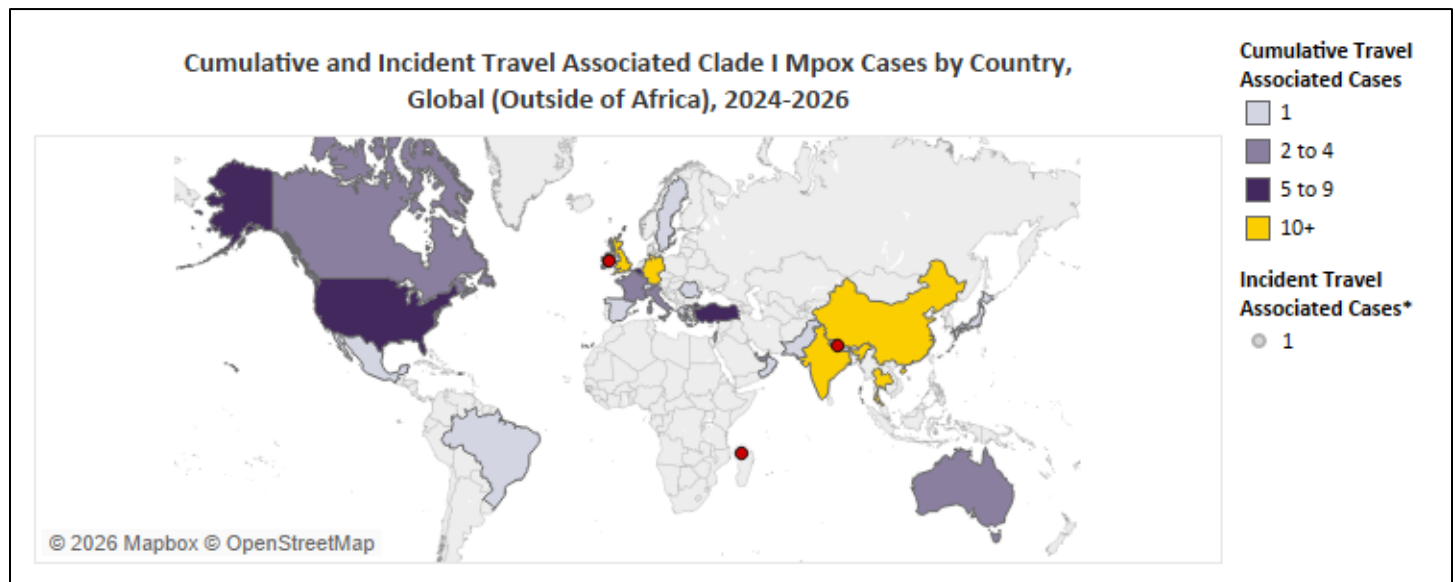 Cumulative and Incident Travel Associated Clade I Mpox Cases by Country,
Global (Outside of Africa), 2024-2026
Cumulative Travel
Associated Cases
1
2 to 4
5 to 9
10+
Incident Travel
Associated Cases*
1
© 2026 Mapbox © OpenStreetMap